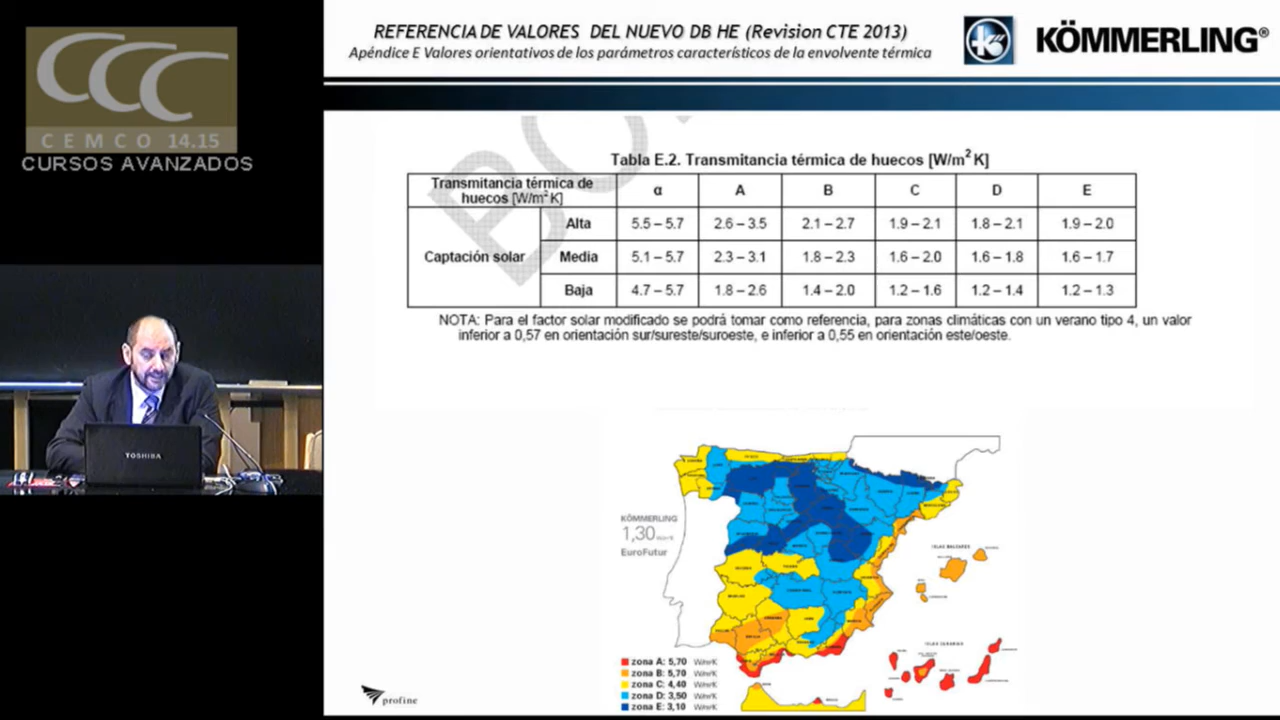 CCC
CEMCO 14.15
CURSOS AVANZADOS
TOSHIBA
REFERENCIA DE VALORES DEL NUEVO DB HE (Revision CTE 2013)
Apéndice E Valores orientativos de los parámetros característicos de la envolvente térmica
KÖMMERLING®
Tabla E.2. Transmitancia térmica de huecos [W/m² K]
Transmitancia térmica de huecos [W/m² K] α A B C D E
Captación solar
Alta 5.5 – 5.7 2.6 – 3.5 2.1 – 2.7 1.9 – 2.1 1.8 – 2.1 1.9 – 2.0
Media 5.1 – 5.7 2.3 – 3.1 1.8 – 2.3 1.6 – 2.0 1.6 – 1.8 1.6 – 1.7
Baja 4.7 – 5.7 1.8 – 2.6 1.4 – 2.0 1.2 – 1.6 1.2 – 1.4 1.2 – 1.3
NOTA: Para el factor solar modificado se podrá tomar como referencia, para zonas climáticas con un verano tipo 4, un valor
inferior a 0,57 en orientación sur/sureste/suroeste, e inferior a 0,55 en orientación este/oeste.
KÖMMERLING
1,30 W/m²K
EuroFutur
ISLAS BALEARES
ISLAS CANARIAS
zona A: 5,70 W/m²K
zona B: 5,70 W/m²K
zona C: 4,40 W/m²K
zona D: 3,50 W/m²K
zona E: 3,10 W/m²K
profine